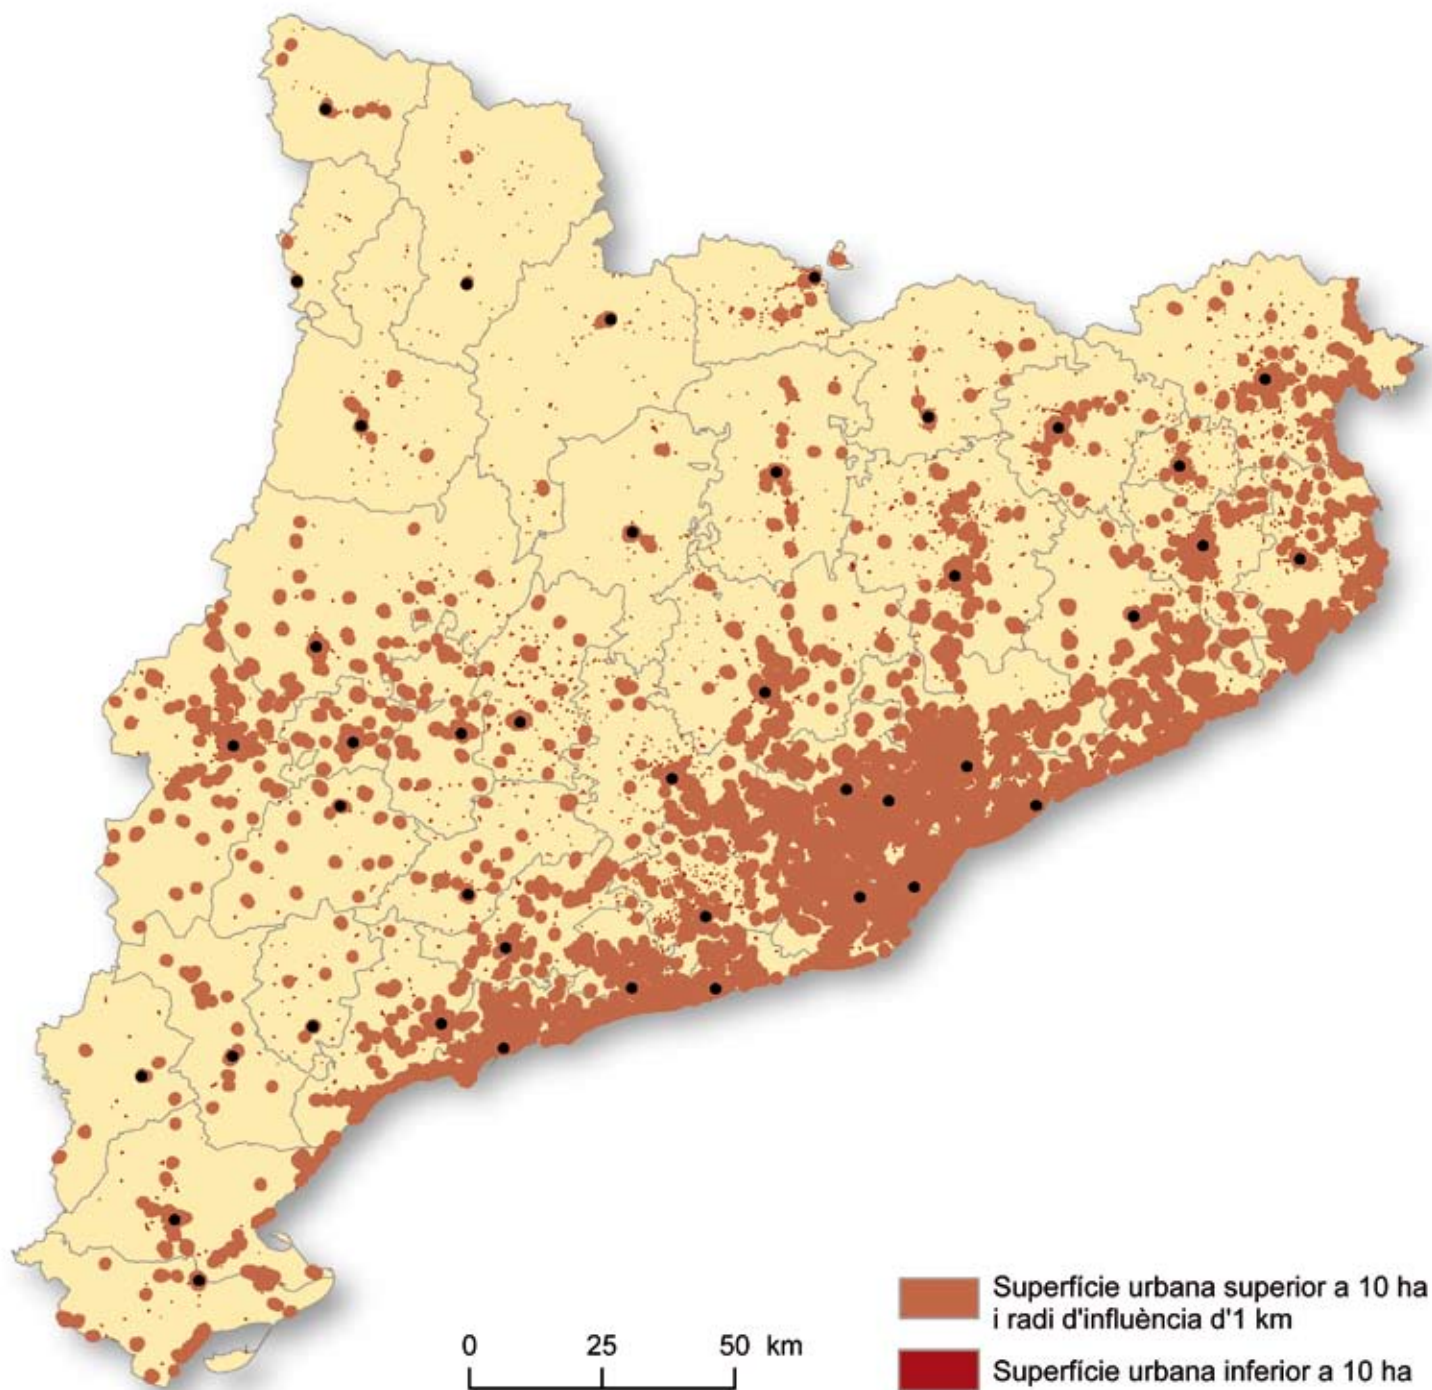 Superfície urbana superior a 10 ha
i radi d'influència d'1 km
0 25 50 km
Superfície urbana inferior a 10 ha